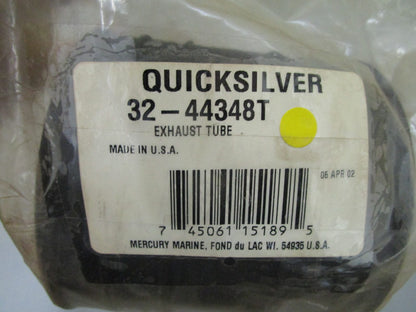 QUICKSILVER
32-44348T
EXHAUST TUBE
MADE IN U.S.A.
06 APR 02
7 45061 15189 5
MERCURY MARINE, FOND du LAC WI. 54935 U.S.A.